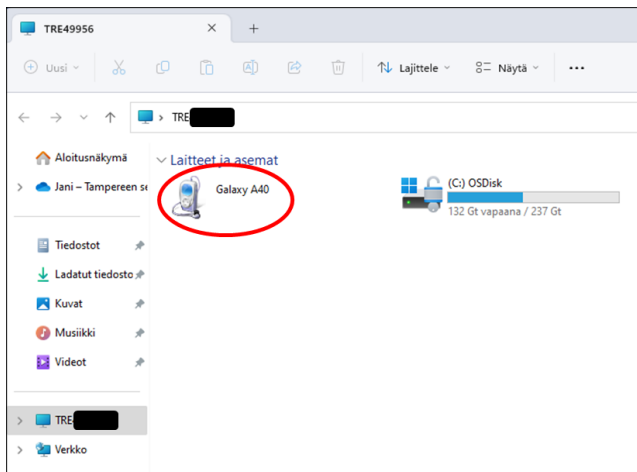 TRE49956
Uusi
Lajittele
Näytä
TRE
Aloitusnäkymä
Jani – Tampereen se
Tiedostot
Ladatut tiedosto
Kuvat
Musiikki
Videot
TRE
Verkko
Laitteet ja asemat
Galaxy A40
(C:) OSDisk
132 Gt vapaana / 237 Gt